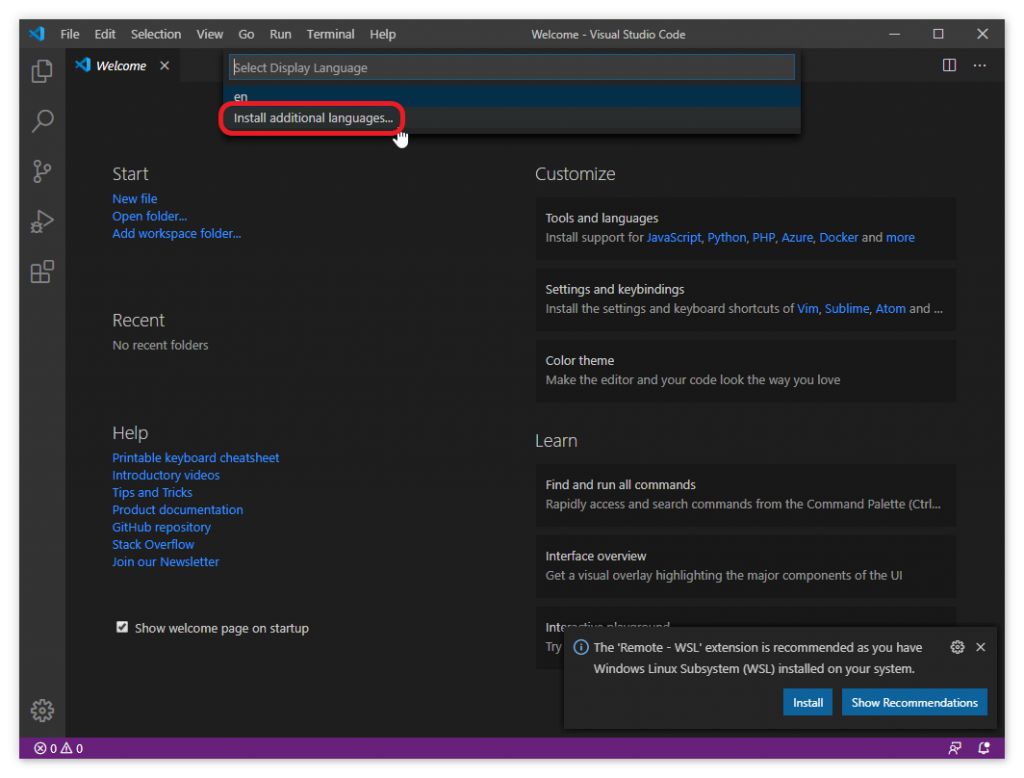 File Edit Selection View Go Run Terminal Help Welcome - Visual Studio Code
Welcome
Select Display Language
en
Install additional languages...
Start
New file
Open folder...
Add workspace folder...
Recent
No recent folders
Help
Printable keyboard cheatsheet
Introductory videos
Tips and Tricks
Product documentation
GitHub repository
Stack Overflow
Join our Newsletter
Show welcome page on startup
Customize
Tools and languages
Install support for JavaScript, Python, PHP, Azure, Docker and more
Settings and keybindings
Install the settings and keyboard shortcuts of Vim, Sublime, Atom and ...
Color theme
Make the editor and your code look the way you love
Learn
Find and run all commands
Rapidly access and search commands from the Command Palette (Ctrl...
Interface overview
Get a visual overlay highlighting the major components of the UI
Interactive playground
Try
The 'Remote - WSL' extension is recommended as you have
Windows Linux Subsystem (WSL) installed on your system.
Install Show Recommendations
0 0